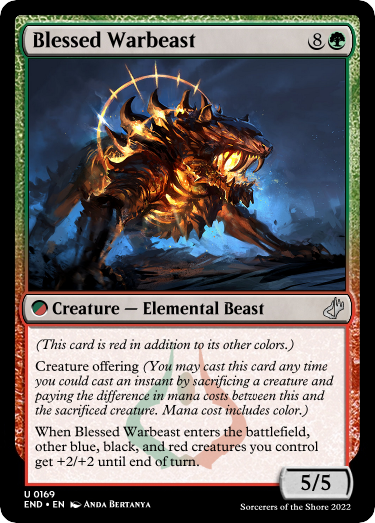 Blessed Warbeast 8
Creature — Elemental Beast
(This card is red in addition to its other colors.)
Creature offering (You may cast this card any time
you could cast an instant by sacrificing a creature and
paying the difference in mana costs between this and
the sacrificed creature. Mana cost includes color.)
When Blessed Warbeast enters the battlefield,
other blue, black, and red creatures you control
get +2/+2 until end of turn.
5/5
U 0169
END • EN Anda Bertanya
Sorcerers of the Shore 2022